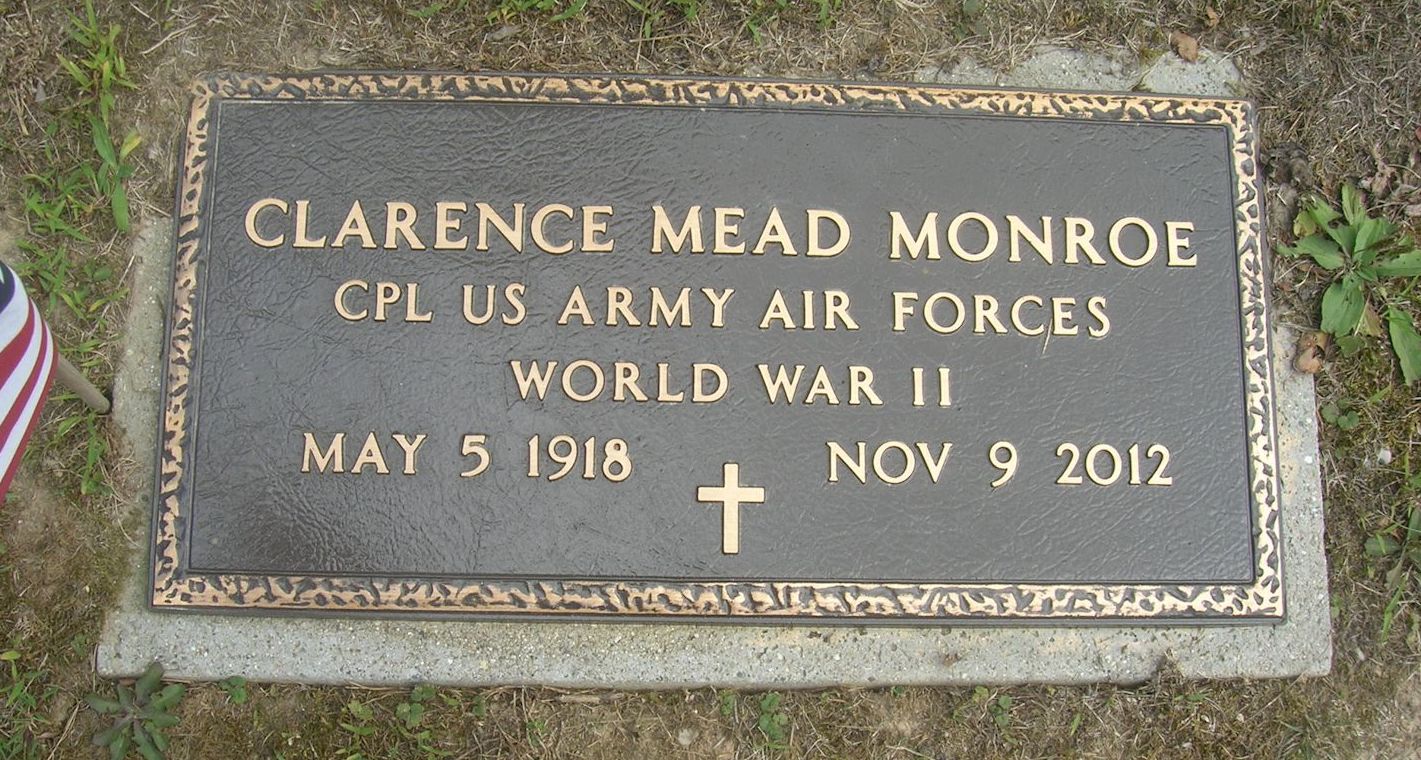 CLARENCE MEAD MONROE
CPL US ARMY AIR FORCES
WORLD WAR II
MAY 5 1918 NOV 9 2012